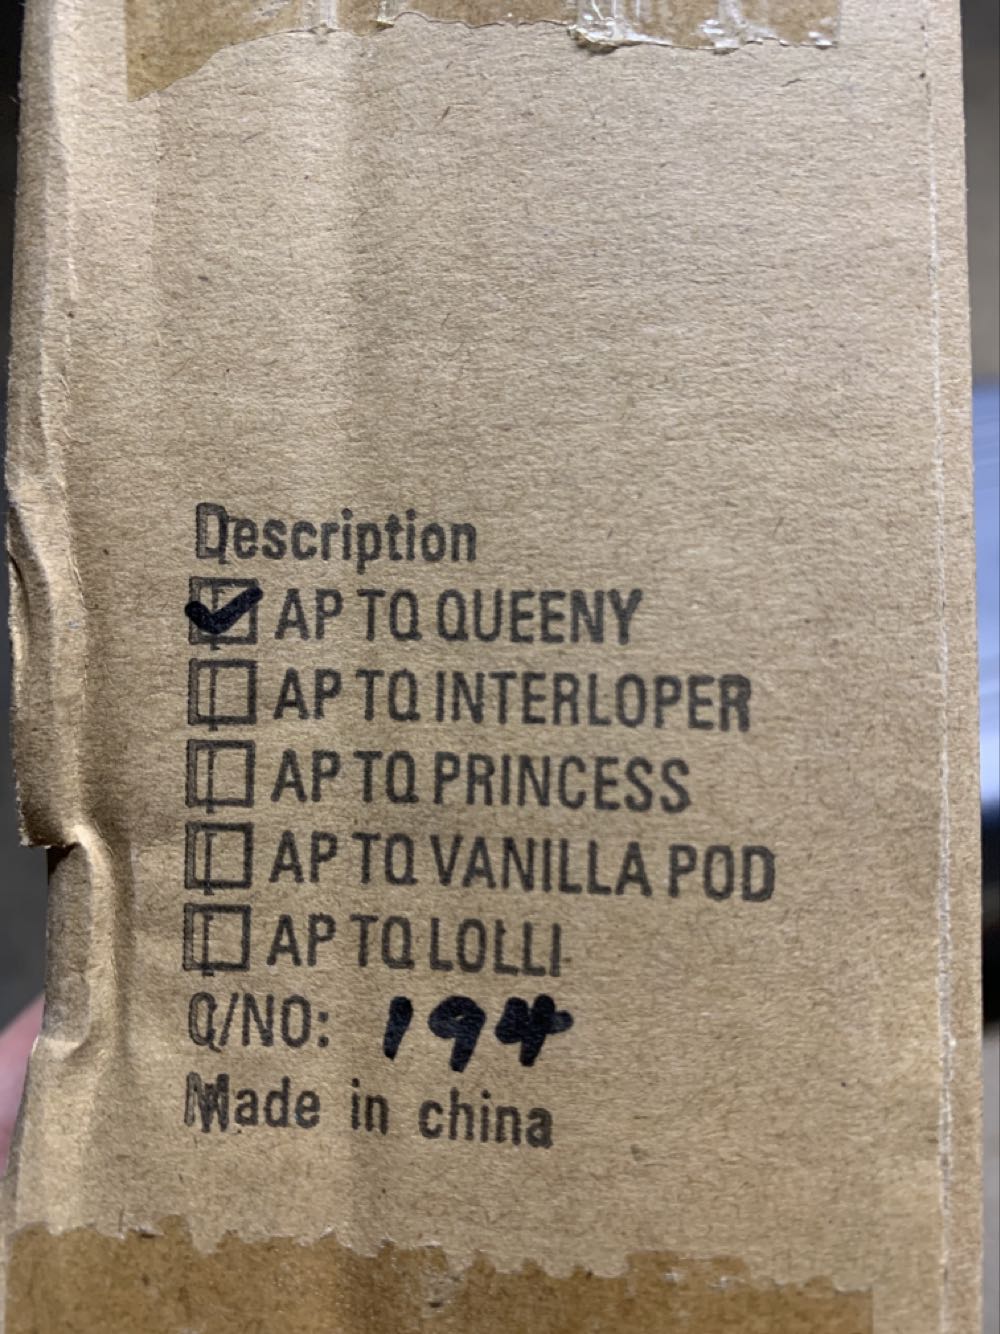 Description
☑ AP TQ QUEENY
☐ AP TQ INTERLOPER
☐ AP TQ PRINCESS
☐ AP TQ VANILLA POD
☐ AP TQ LOLLI
C/NO: 194
Made in china